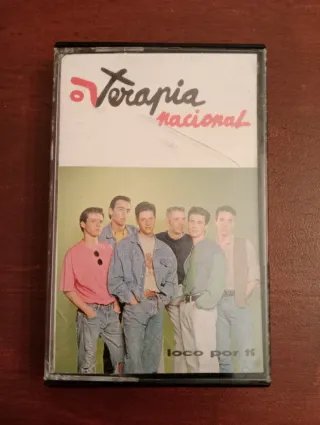 Terapia
nacional
loco por ti